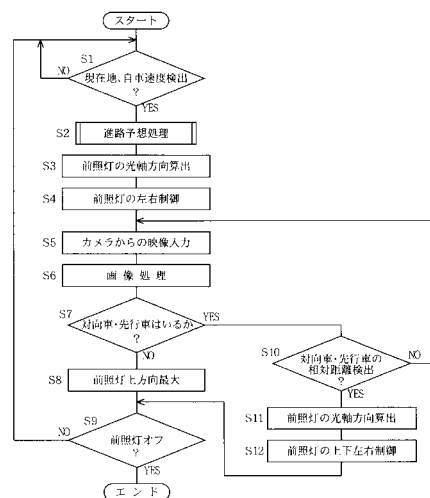 スタート
S1
現在地、自車速度検出
?
NO
YES
S2
進路予想処理
S3
前照灯の光軸方向算出
S4
前照灯の左右制御
S5
カメラからの映像入力
S6
画像処理
S7
対向車・先行車はいるか
?
YES
NO
S8
前照灯上方向最大
S9
前照灯オフ
?
NO
YES
エンド
S10
対向車・先行車の
相対距離検出
?
NO
YES
S11
前照灯の光軸方向算出
S12
前照灯の上下左右制御